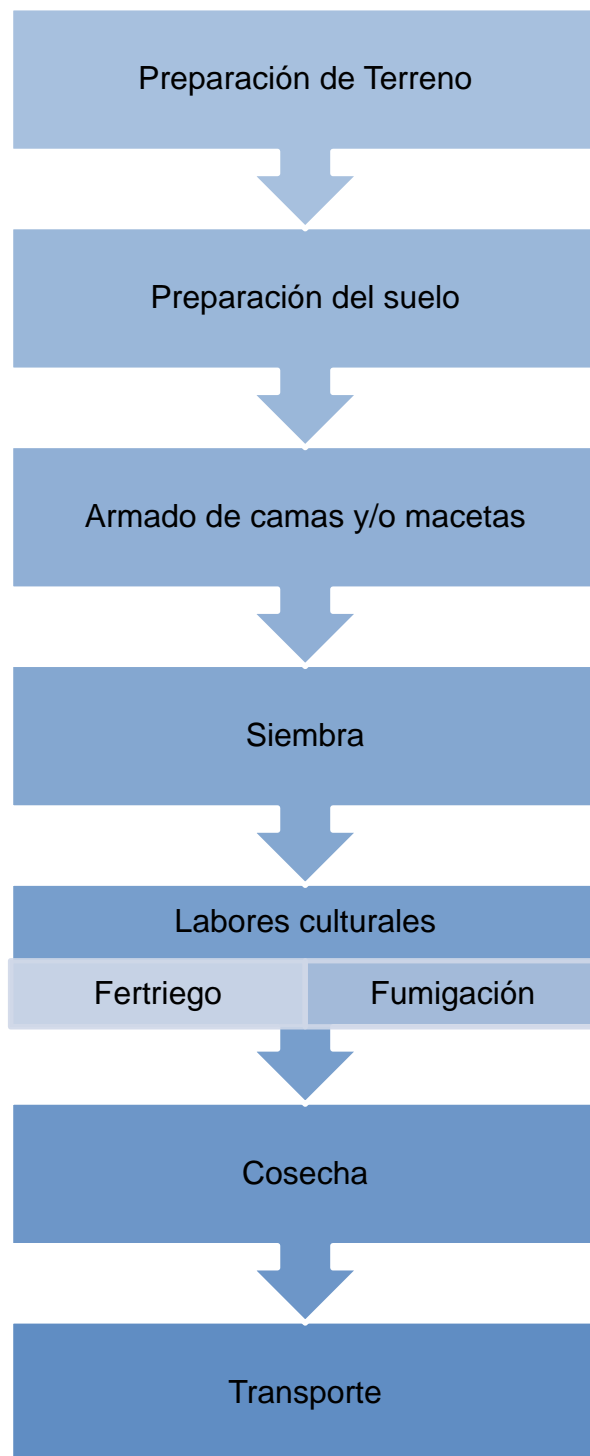 Preparación de Terreno
Preparación del suelo
Armado de camas y/o macetas
Siembra
Labores culturales
Fertriego
Fumigación
Cosecha
Transporte